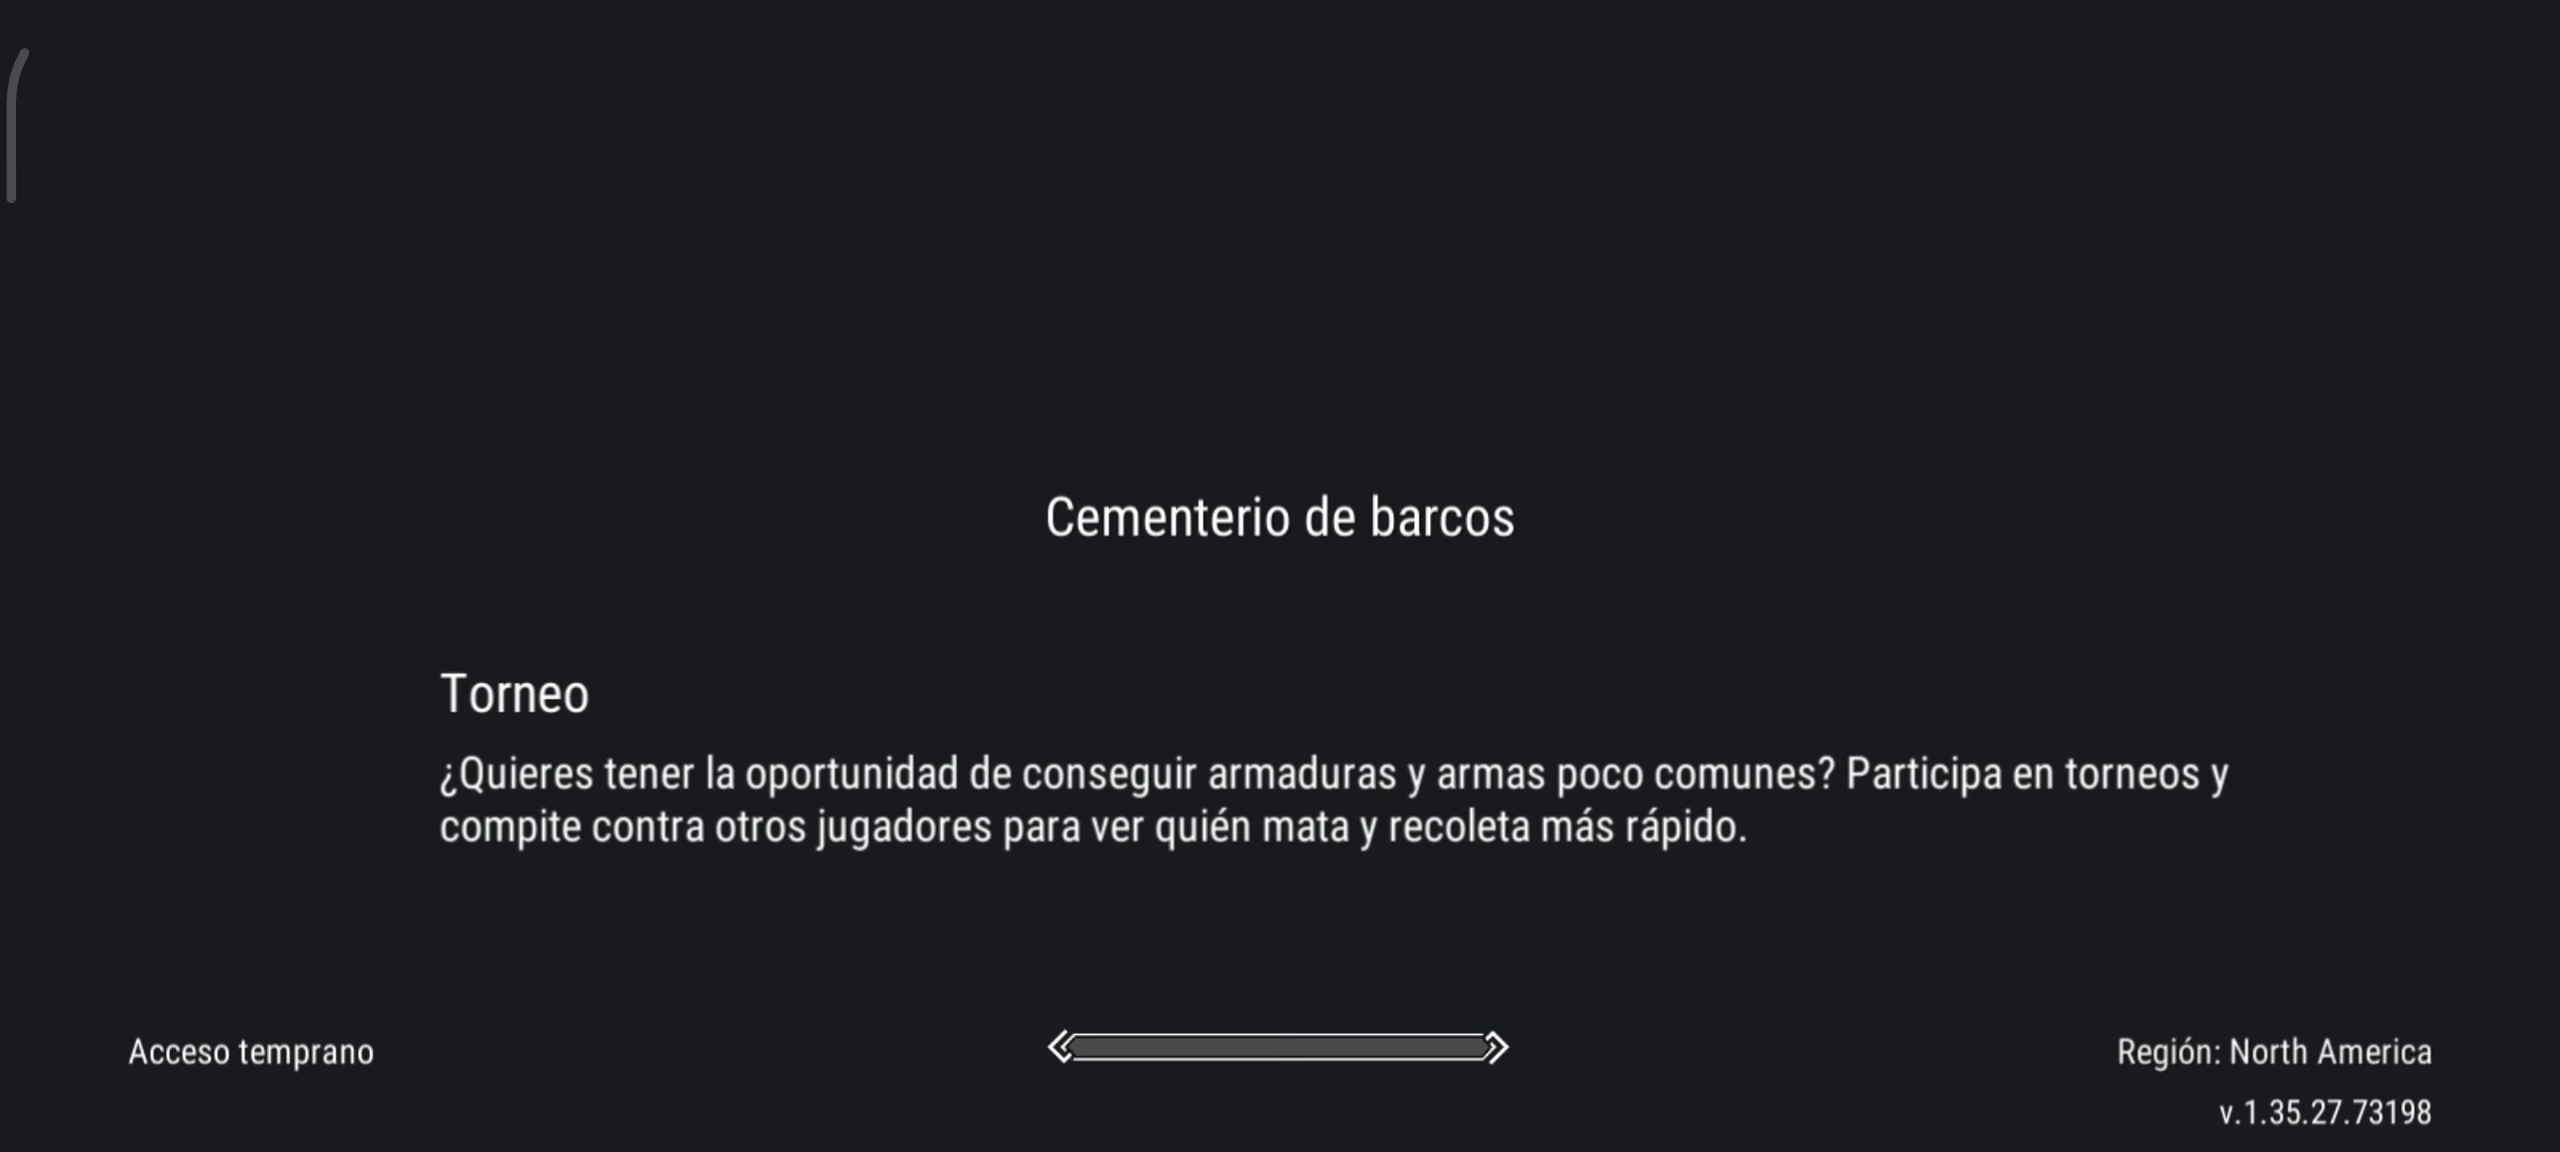 Cementerio de barcos
Torneo
¿Quieres tener la oportunidad de conseguir armaduras y armas poco comunes? Participa en torneos y
compite contra otros jugadores para ver quién mata y recoleta más rápido.
Acceso temprano
Región: North America
v.1.35.27.73198